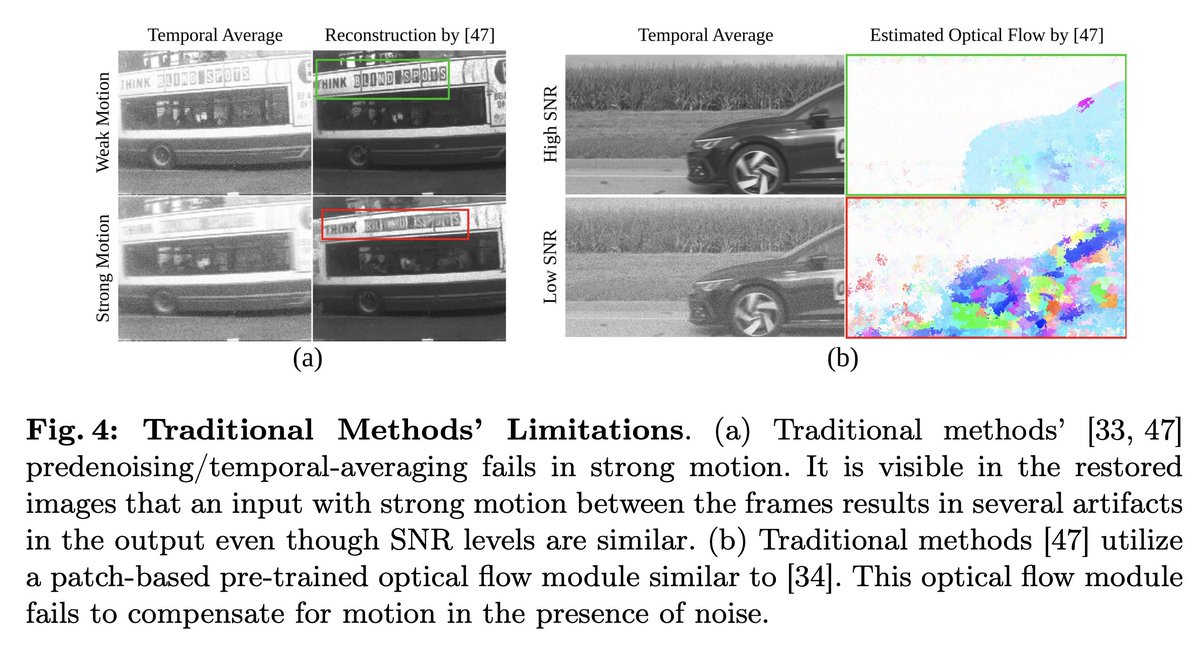 Temporal Average
Reconstruction by [47]
Temporal Average
Estimated Optical Flow by [47]
Weak Motion
THINK BLIND SPOTS
THINK BLIND SPOTS
High SNR
Strong Motion
THINK BLIND SPOTS
Low SNR
(a)
(b)
Fig. 4: Traditional Methods’ Limitations. (a) Traditional methods’ [33, 47]
predenoising/temporal-averaging fails in strong motion. It is visible in the restored
images that an input with strong motion between the frames results in several artifacts
in the output even though SNR levels are similar. (b) Traditional methods [47] utilize
a patch-based pre-trained optical flow module similar to [34]. This optical flow module
fails to compensate for motion in the presence of noise.